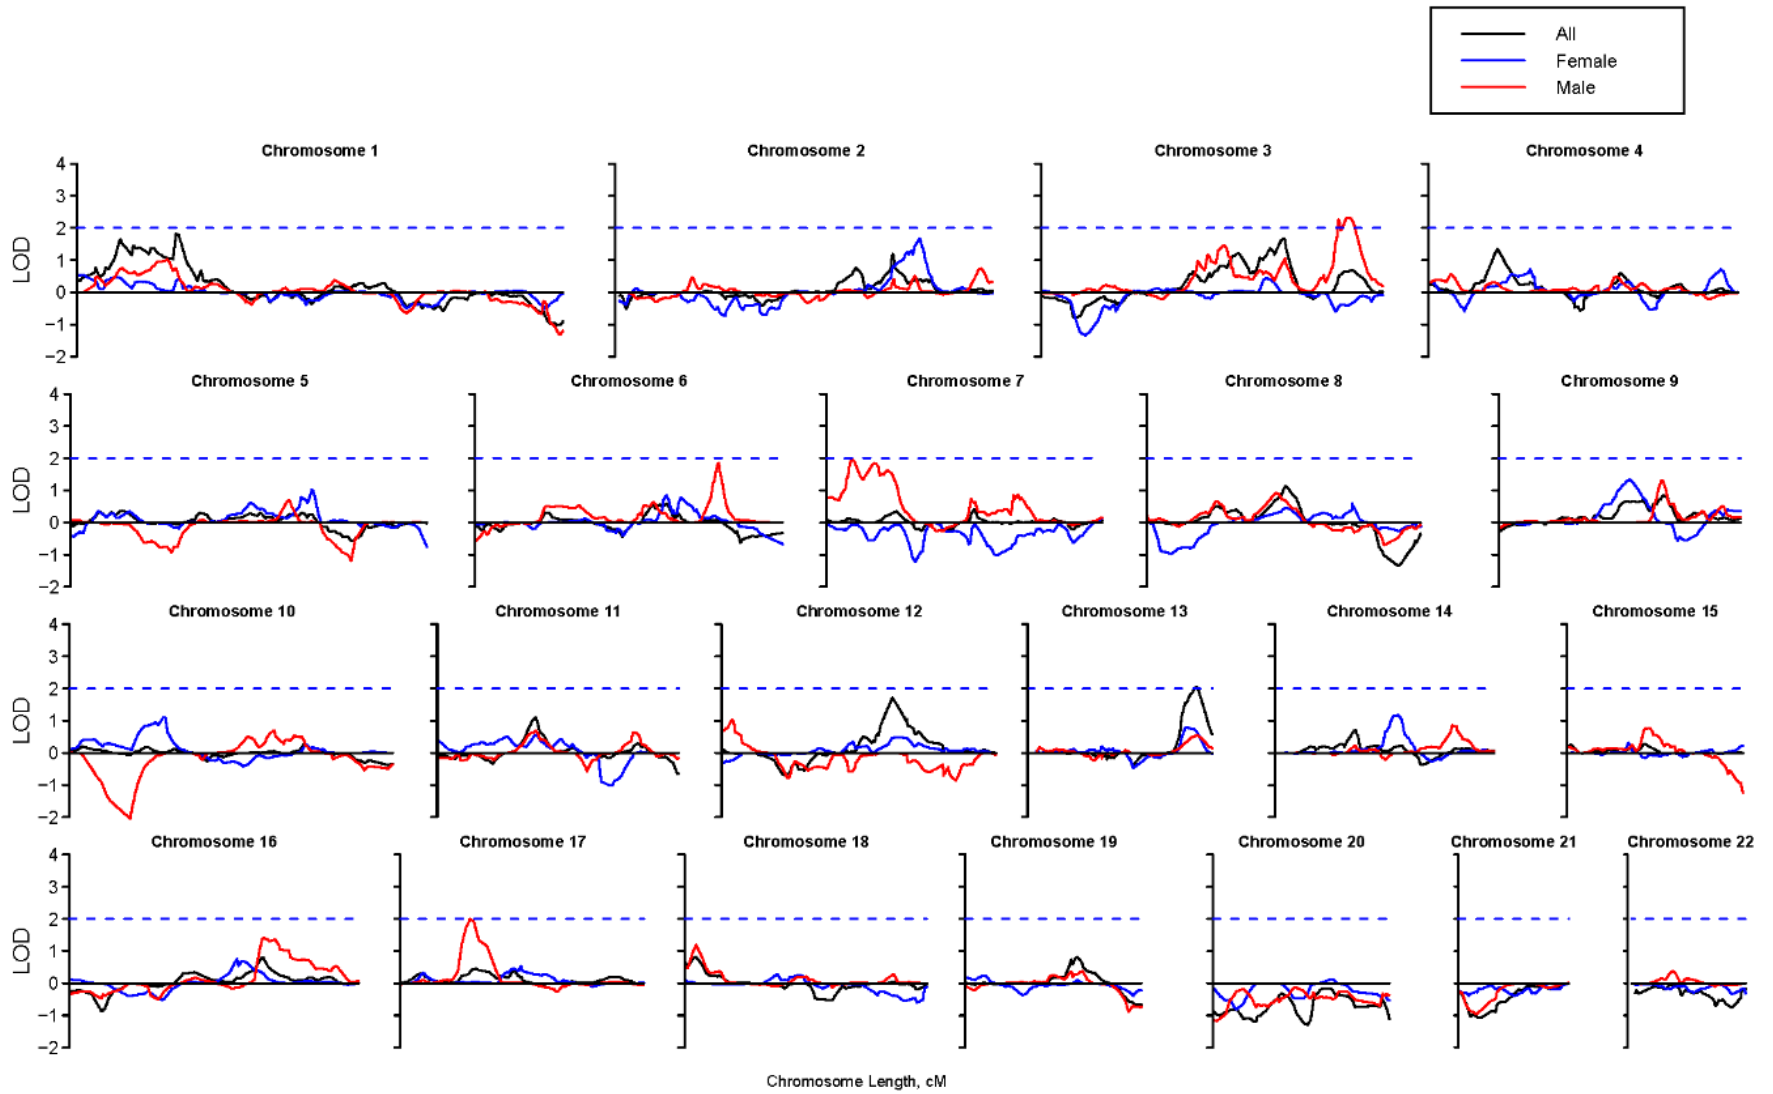 All
Female
Male
Chromosome 1
Chromosome 2
Chromosome 3
Chromosome 4
LOD
4
3
2
1
0
−1
−2
Chromosome 5
Chromosome 6
Chromosome 7
Chromosome 8
Chromosome 9
LOD
4
3
2
1
0
−1
−2
Chromosome 10
Chromosome 11
Chromosome 12
Chromosome 13
Chromosome 14
Chromosome 15
LOD
4
3
2
1
0
−1
−2
Chromosome 16
Chromosome 17
Chromosome 18
Chromosome 19
Chromosome 20
Chromosome 21
Chromosome 22
LOD
4
3
2
1
0
−1
−2
Chromosome Length, cM